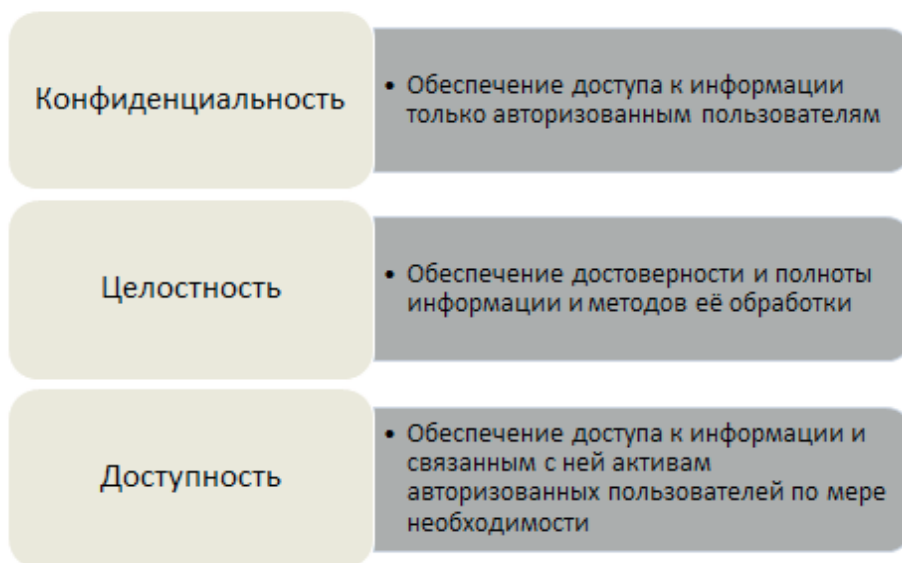 Конфиденциальность
• Обеспечение доступа к информации
только авторизованным пользователям
Целостность
• Обеспечение достоверности и полноты
информации и методов её обработки
Доступность
• Обеспечение доступа к информации и
связанным с ней активам
авторизованных пользователей по мере
необходимости